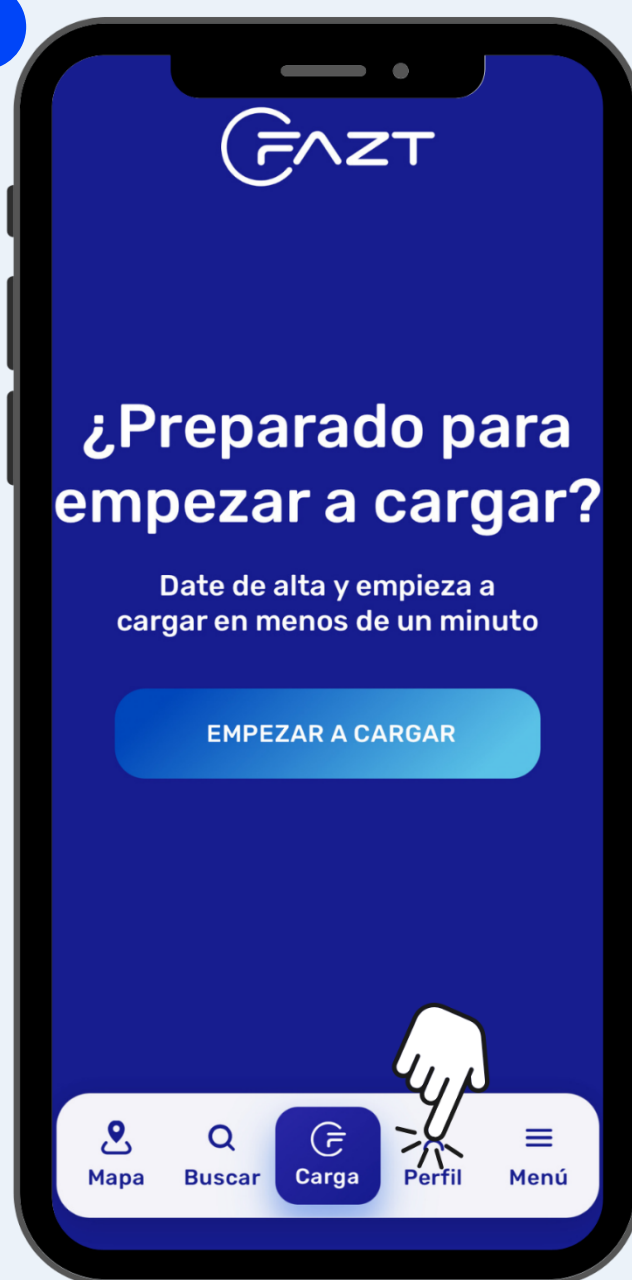 FAZT
¿Preparado para
empezar a cargar?
Date de alta y empieza a
cargar en menos de un minuto
EMPEZAR A CARGAR
Mapa Buscar Carga Perfil Menú